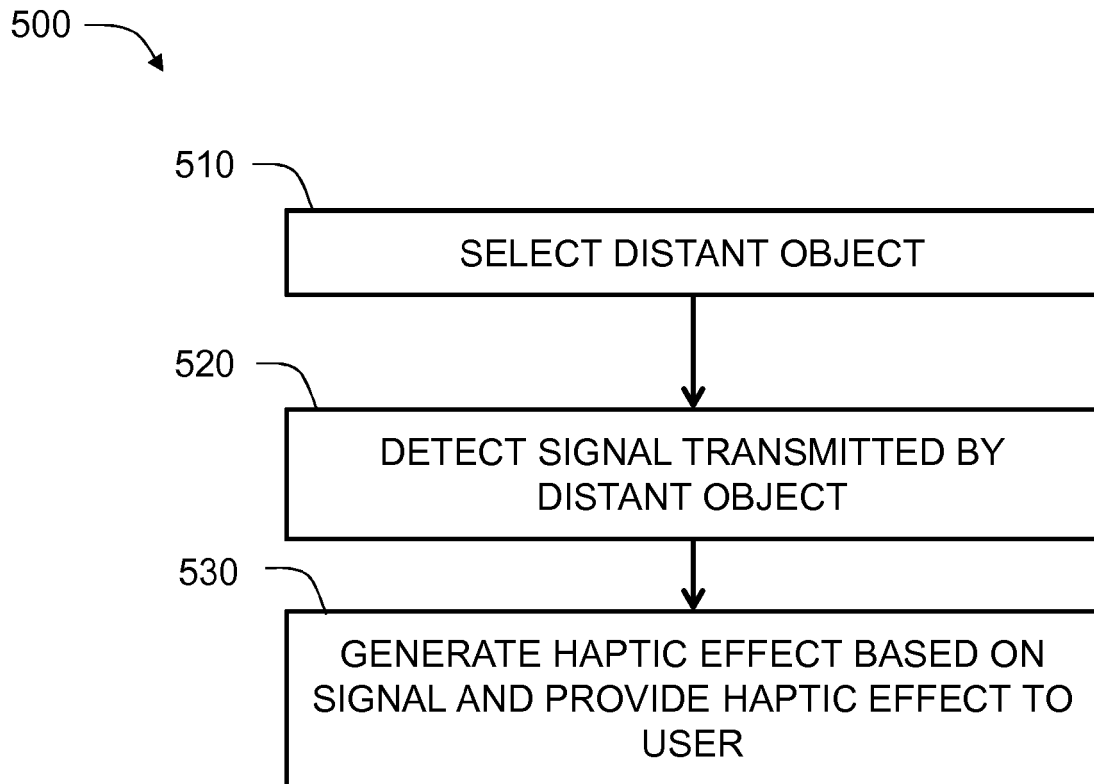 500
510
SELECT DISTANT OBJECT
520
DETECT SIGNAL TRANSMITTED BY
DISTANT OBJECT
530
GENERATE HAPTIC EFFECT BASED ON
SIGNAL AND PROVIDE HAPTIC EFFECT TO
USER